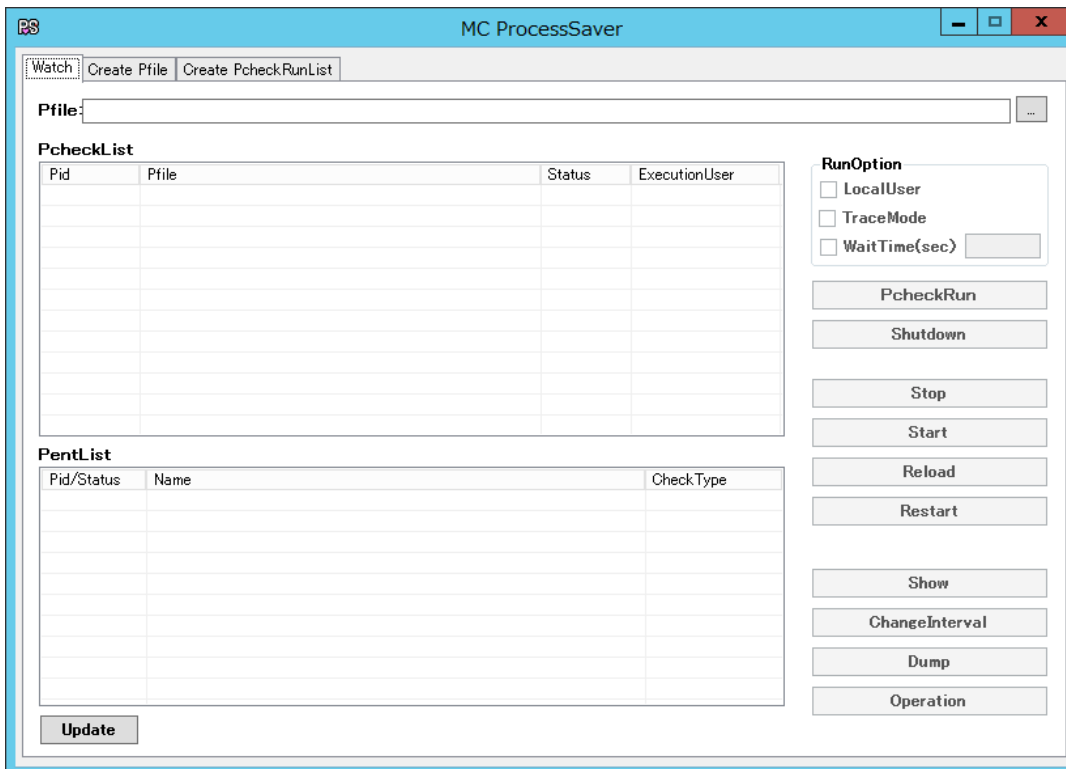 PS
MC ProcessSaver
Watch Create Pfile Create PcheckRunList
Pfile: ...
PcheckList
Pid Pfile Status ExecutionUser
RunOption
LocalUser
TraceMode
WaitTime(sec)
PcheckRun
Shutdown
Stop
Start
PentList
Pid/Status Name CheckType
Reload
Restart
Show
ChangeInterval
Dump
Operation
Update